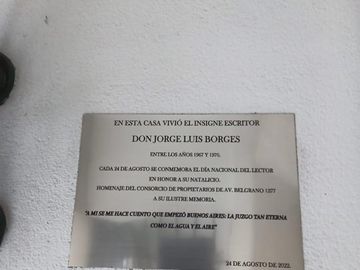 EN ESTA CASA VIVIÓ EL INSIGNE ESCRITOR
DON JORGE LUIS BORGES
ENTRE LOS AÑOS 1967 Y 1970.
CADA 24 DE AGOSTO SE CONMEMORA EL DÍA NACIONAL DEL LECTOR
EN HONOR A SU NATALICIO.
HOMENAJE DEL CONSORCIO DE PROPIETARIOS DE AV. BELGRANO 1377
A SU ILUSTRE MEMORIA.
"A MI SE ME HACE CUENTO QUE EMPEZÓ BUENOS AIRES: LA JUZGO TAN ETERNA
COMO EL AGUA Y EL AIRE"
24 DE AGOSTO DE 2022.